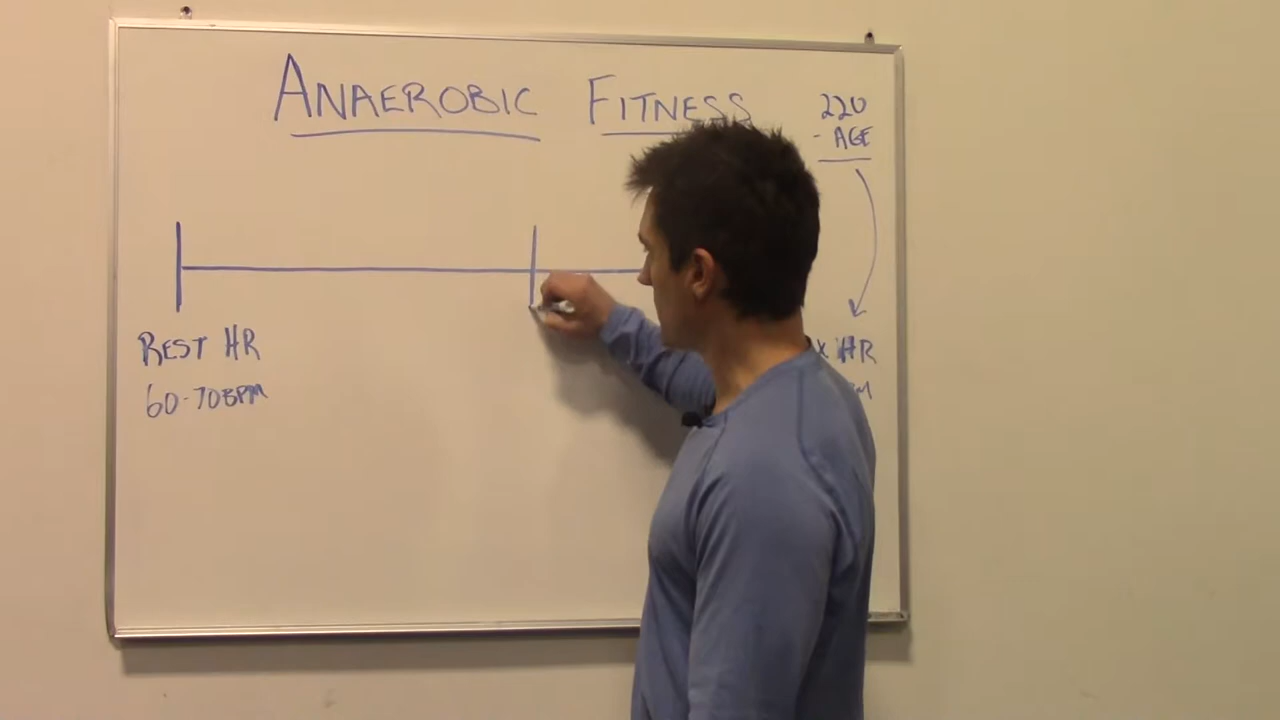 ANAEROBIC FITNESS
220
- AGE
REST HR
60-70BPM
HR